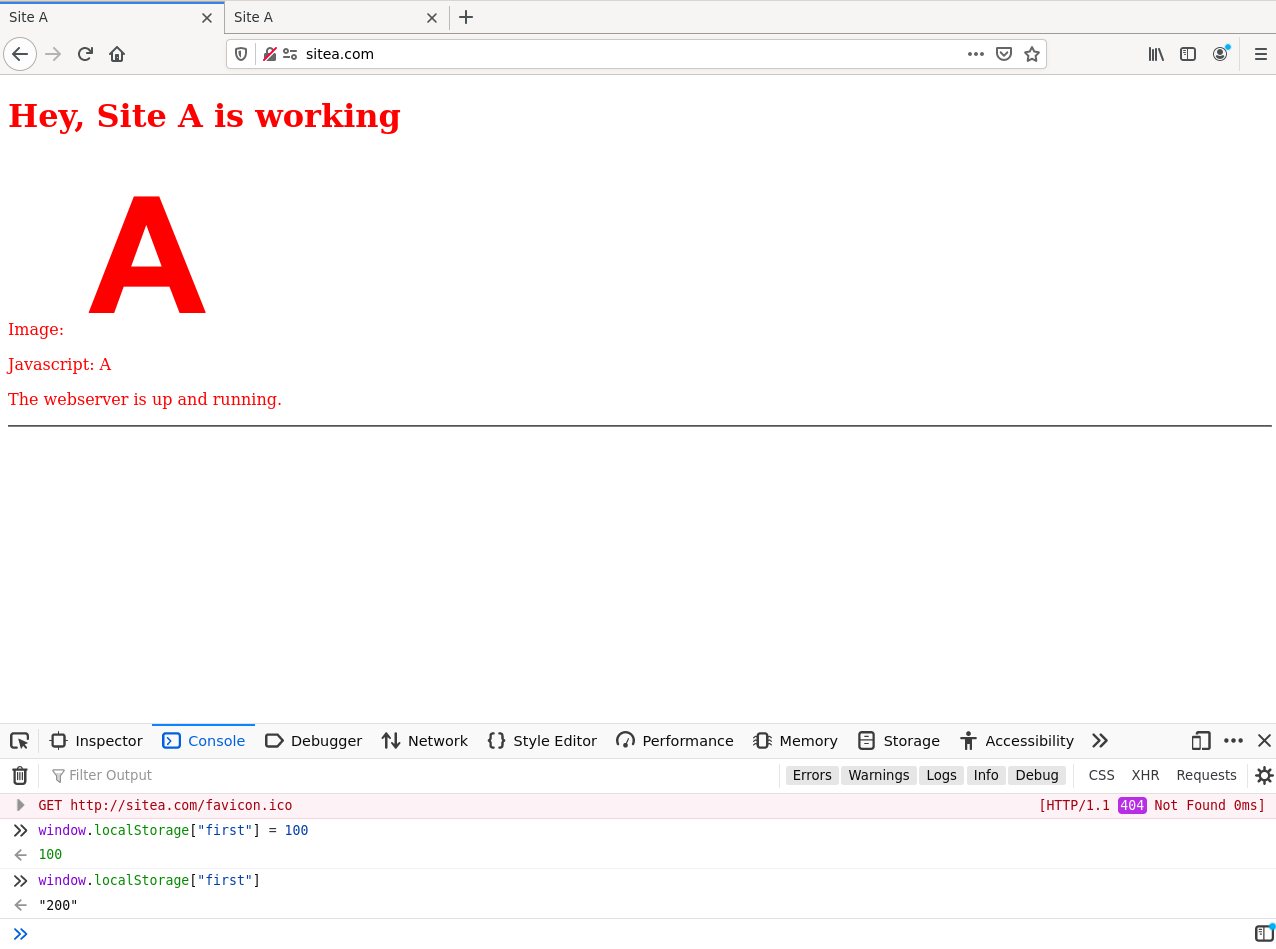 Site A
Site A
sitea.com
Hey, Site A is working
A
Image:
Javascript: A
The webserver is up and running.
Inspector Console Debugger Network Style Editor Performance Memory Storage Accessibility
Filter Output Errors Warnings Logs Info Debug CSS XHR Requests
GET http://sitea.com/favicon.ico [HTTP/1.1 404 Not Found 0ms]
window.localStorage["first"] = 100
100
window.localStorage["first"]
"200"